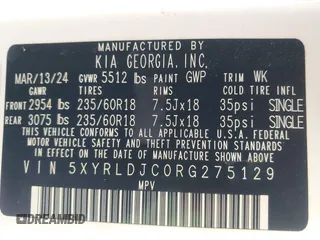 MANUFACTURED BY
KIA GEORGIA, INC.
MAR/13/24 GVWR 5512 lbs PAINT GWP TRIM WK
GAWR TIRES RIMS COLD TIRE INFL
FRONT 2954 lbs 235/60R18 7.5Jx18 35psi SINGLE
REAR 3075 lbs 235/60R18 7.5Jx18 35psi SINGLE
THIS VEHICLE CONFORMS TO ALL APPLICABLE U.S. FEDERAL MOTOR VEHICLE
SAFETY, BUMPER, AND THEFT PREVENTION STANDARDS IN EFFECT ON THE
DATE OF MANUFACTURE SHOWN ABOVE.
VIN 5XYRLDJC0RG275129
MPV
© DREAMBID